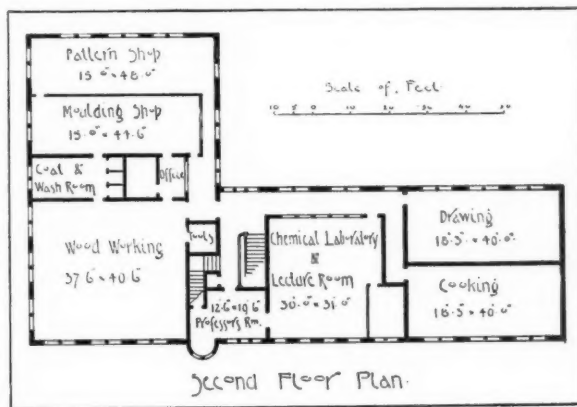 Pattern Shop
15'0" × 48'0"
Moulding Shop
15'0" × 44'6"
Coat &
Wash Room
Office
Scale of Feet.
10 5 0 10 20 30 40 50
Wood Working
37'6" × 40'6"
Tools
12'6" × 19'6"
Professors Rm.
Chemical Laboratory
&
Lecture Room
30'0" × 31'0"
Drawing
18'5" × 40'0"
Cooking
18'5" × 40'0"
Second Floor Plan.